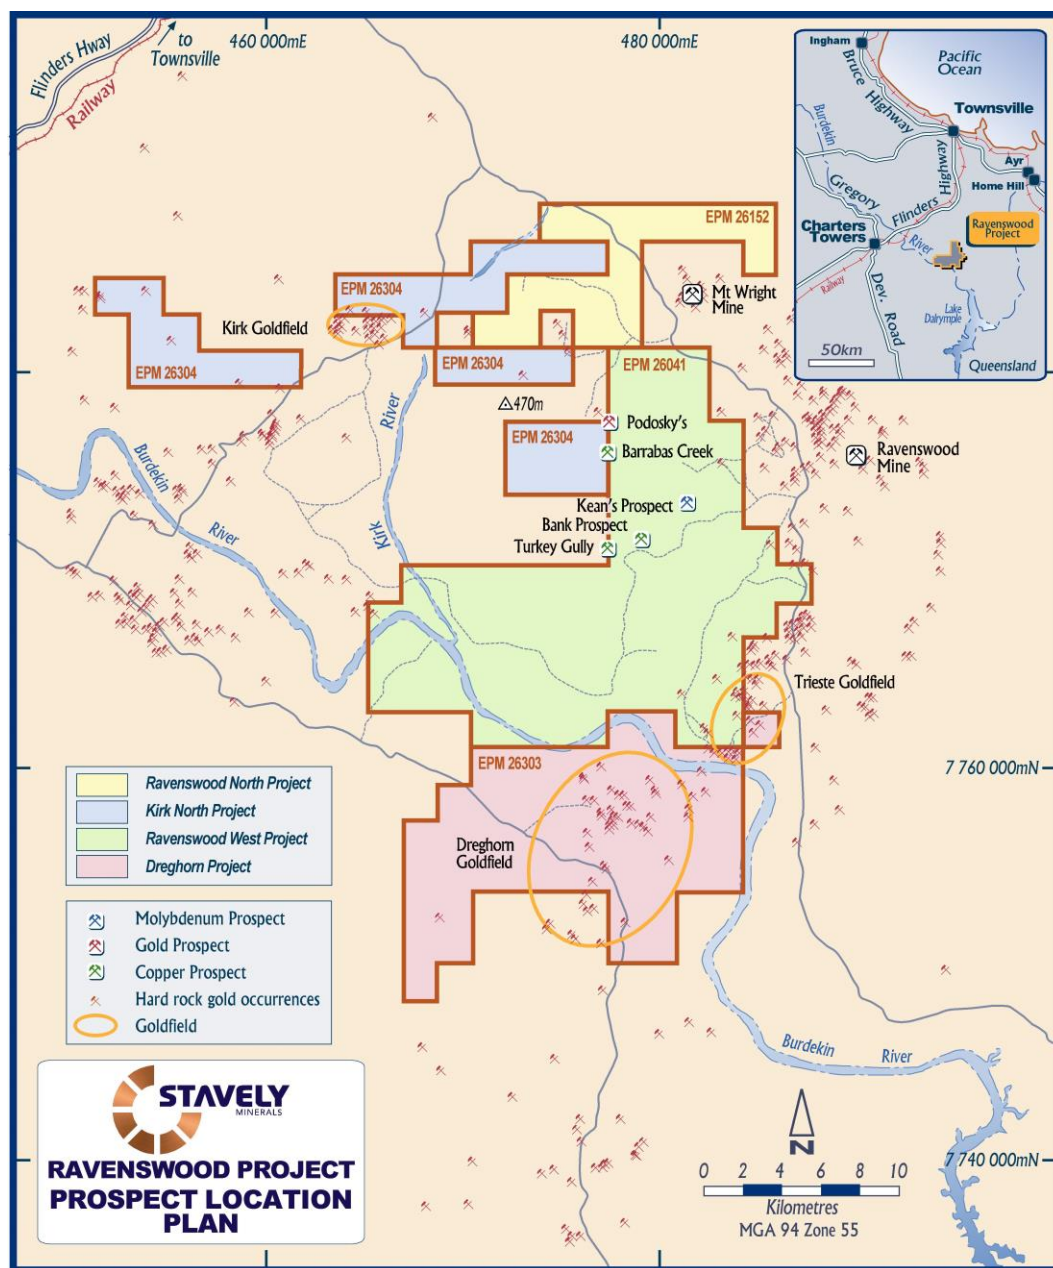 460 000mE
480 000mE
to
Townsville
Flinders Hway
Railway
Ingham
Pacific
Ocean
Bruce
Highway
Townsville
Burdekin
Ayr
Home Hill
Gregory
Flinders
Highway
Charters
Towers
River
Ravenswood
Project
Railway
Dev.
Road
Lake
Dalrymple
50km
Queensland
EPM 26152
EPM 26304
Mt Wright
Mine
Kirk Goldfield
EPM 26304
EPM 26304
EPM 26041
470m
River
EPM 26304
Podosky's
Barrabas Creek
Ravenswood
Mine
Burdekin
River
Kirk
Kean's Prospect
Bank Prospect
Turkey Gully
Trieste Goldfield
EPM 26303
7 760 000mN
Ravenswood North Project
Kirk North Project
Ravenswood West Project
Dreghorn Project
Dreghorn
Goldfield
Molybdenum Prospect
Gold Prospect
Copper Prospect
Hard rock gold occurrences
Goldfield
Burdekin
River
STAVELY
MINERALS
RAVENSWOOD PROJECT
PROSPECT LOCATION
PLAN
N
7 740 000mN
0 2 4 6 8 10
Kilometres
MGA 94 Zone 55